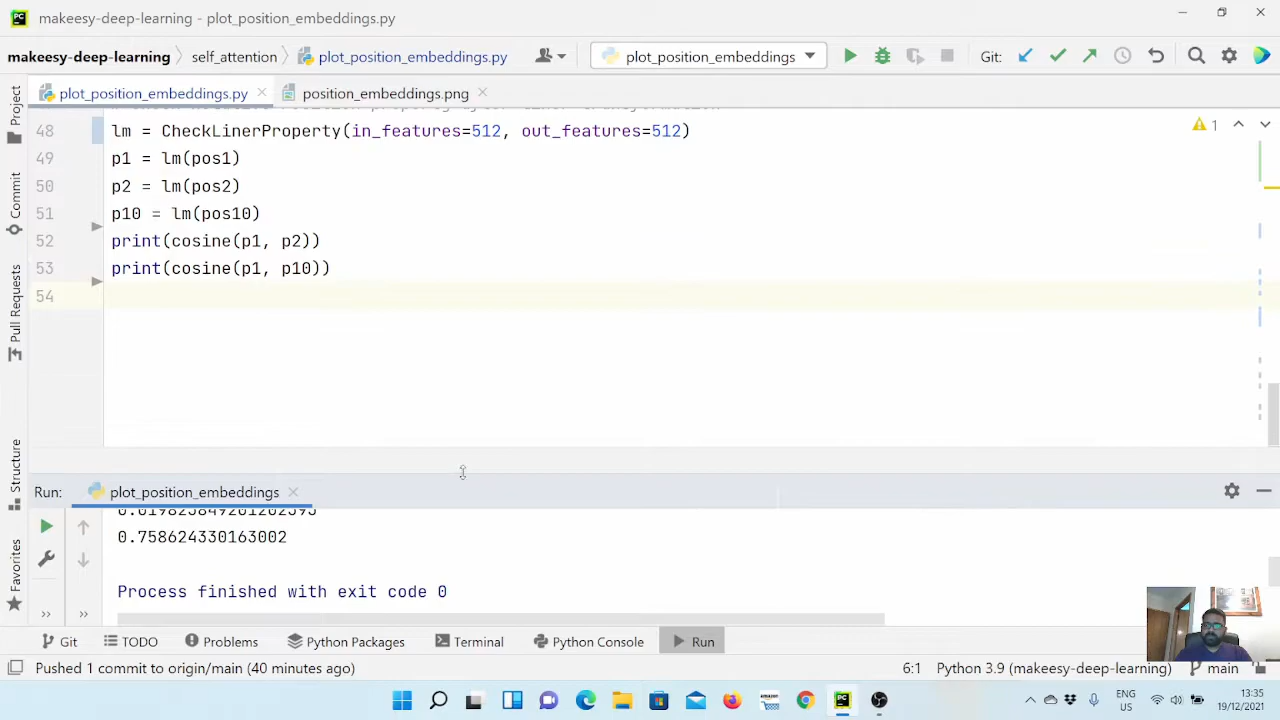 makeesy-deep-learning - plot_position_embeddings.py
makeesy-deep-learning
self_attention
plot_position_embeddings.py
plot_position_embeddings
Git:
plot_position_embeddings.py
position_embeddings.png
48 lm = CheckLinerProperty(in_features=512, out_features=512)
1
49 p1 = lm(pos1)
50 p2 = lm(pos2)
51 p10 = lm(pos10)
52 print(cosine(p1, p2))
53 print(cosine(p1, p10))
54
Project
Commit
Pull Requests
Structure
Favorites
Run: plot_position_embeddings
0.758624330163002
Process finished with exit code 0
Git TODO Problems Python Packages Terminal Python Console Run
Pushed 1 commit to origin/main (40 minutes ago)
6:1 Python 3.9 (makeesy-deep-learning) main
ENG
US
13:35
19/12/2021